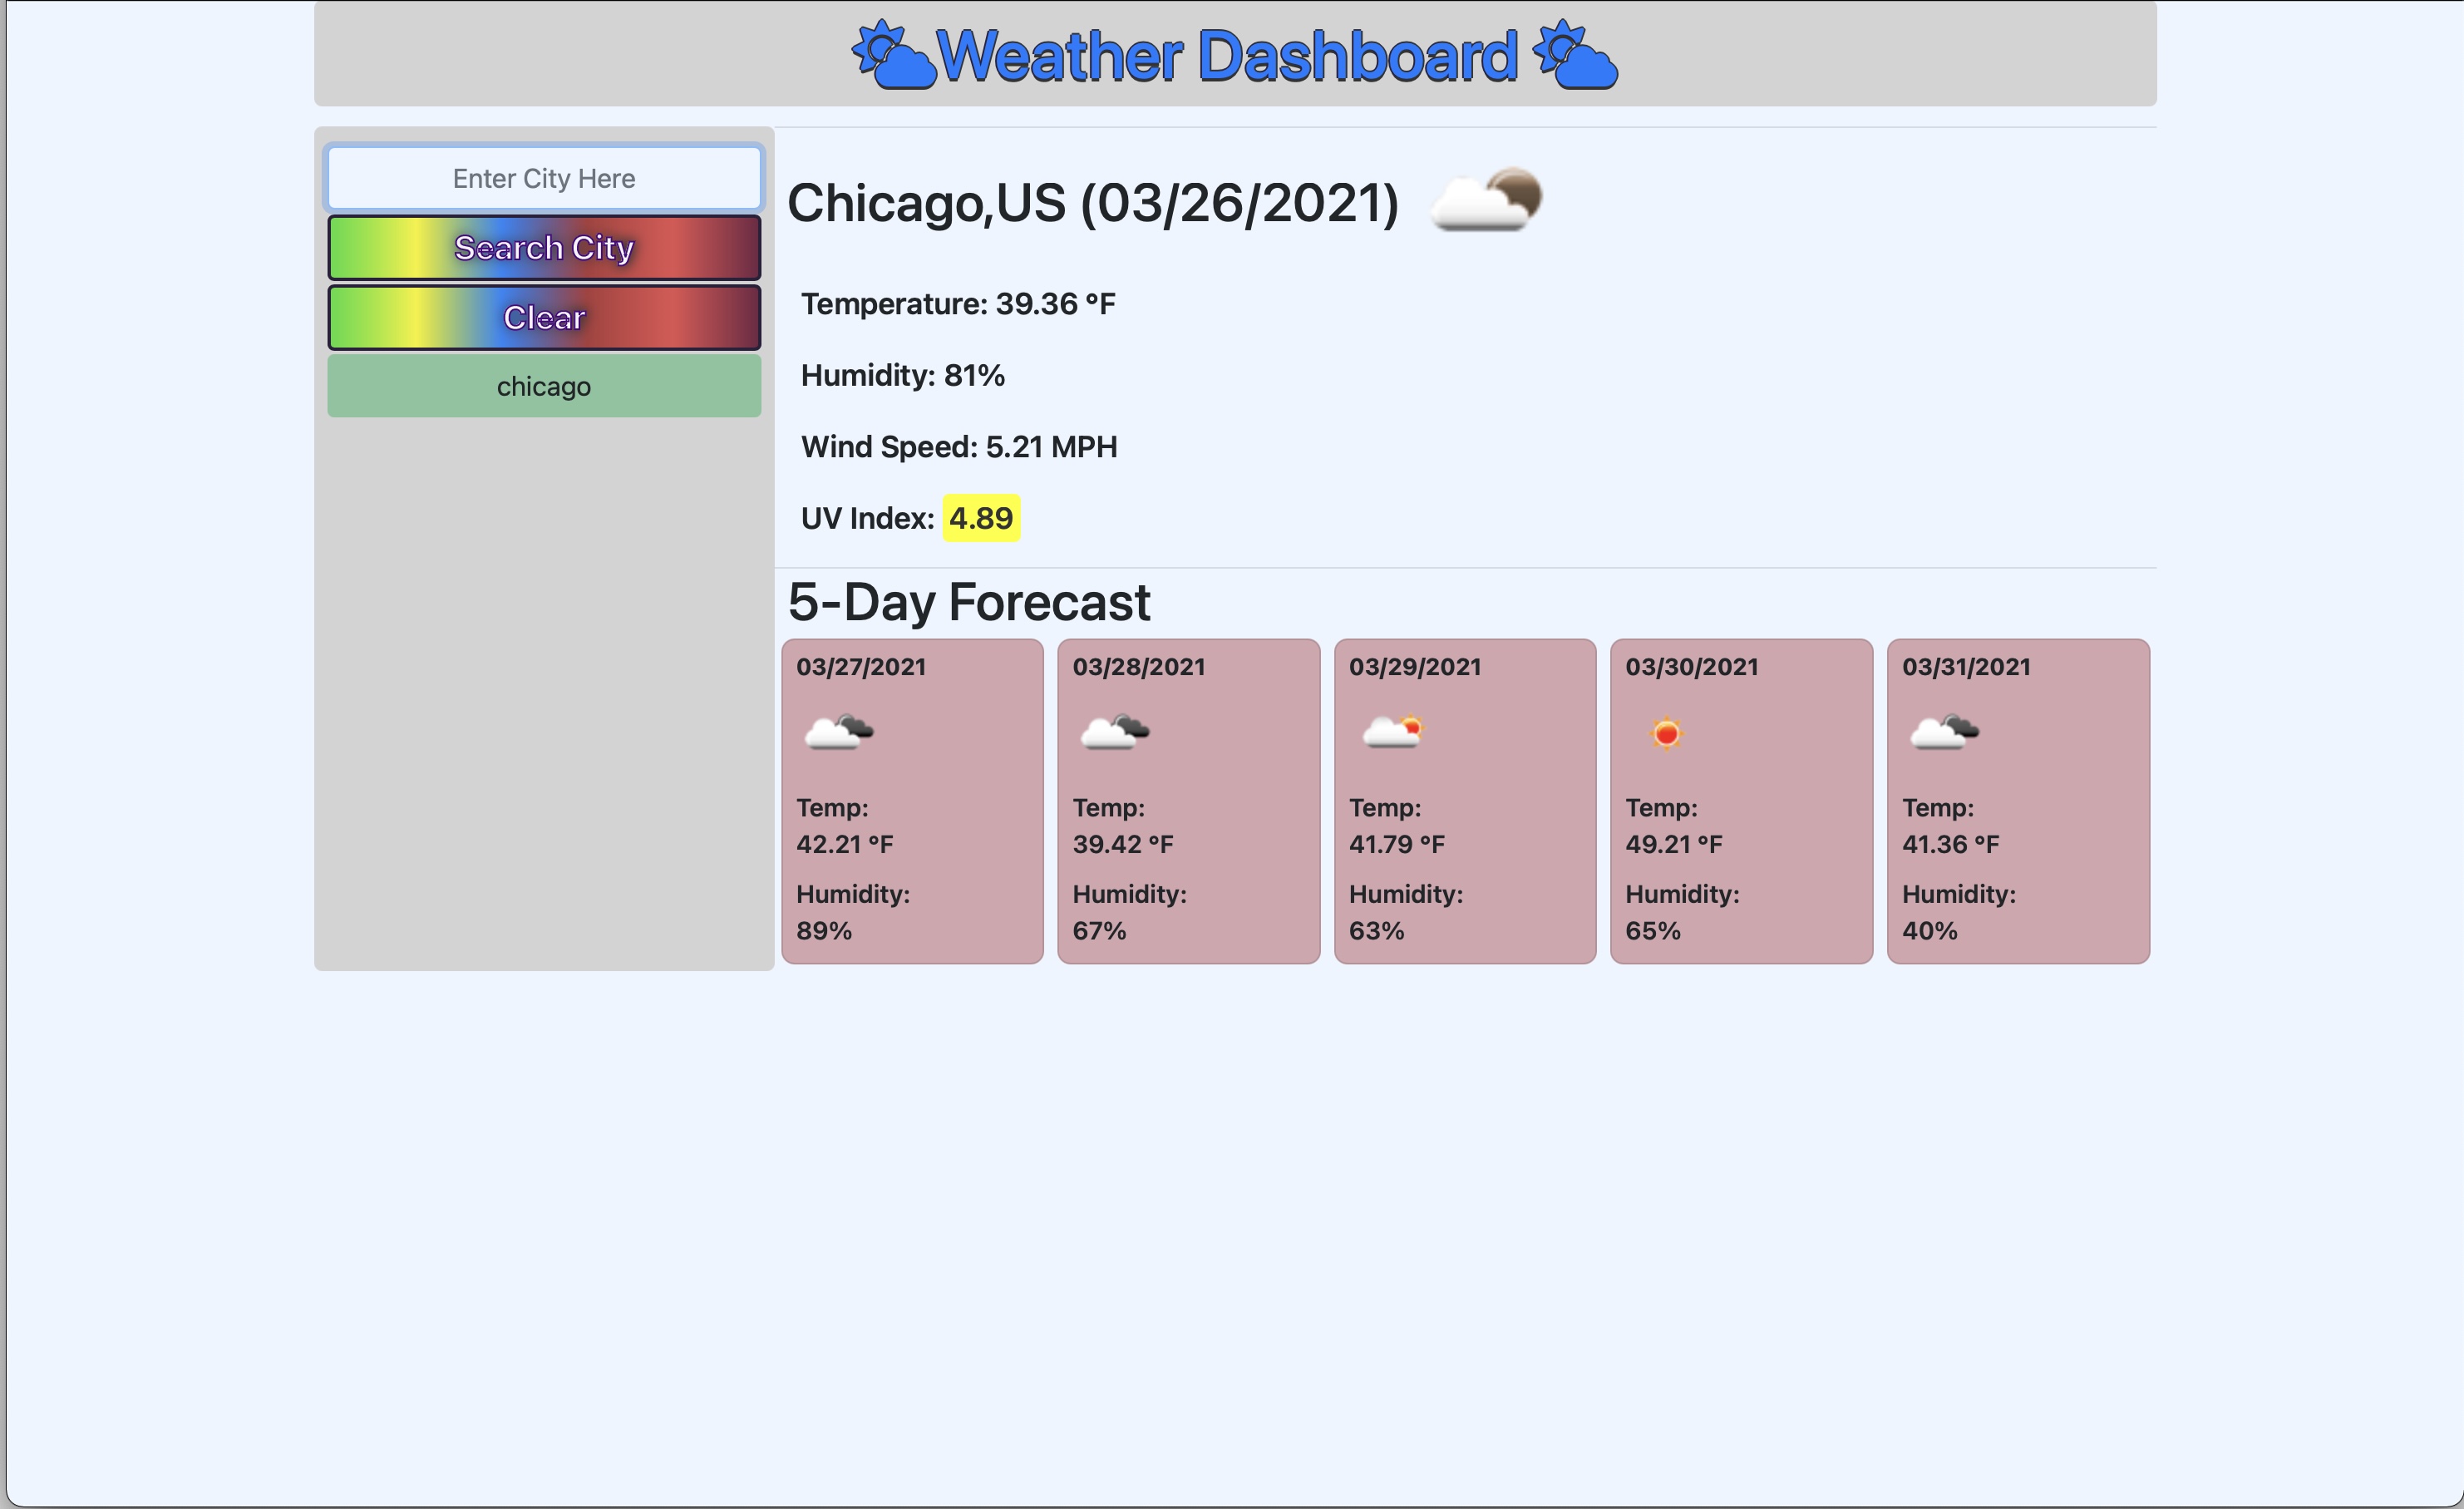 Weather Dashboard
Enter City Here
Search City
Clear
chicago
Chicago,US (03/26/2021)
Temperature: 39.36 °F
Humidity: 81%
Wind Speed: 5.21 MPH
UV Index: 4.89
5-Day Forecast
03/27/2021
Temp:
42.21 °F
Humidity:
89%
03/28/2021
Temp:
39.42 °F
Humidity:
67%
03/29/2021
Temp:
41.79 °F
Humidity:
63%
03/30/2021
Temp:
49.21 °F
Humidity:
65%
03/31/2021
Temp:
41.36 °F
Humidity:
40%